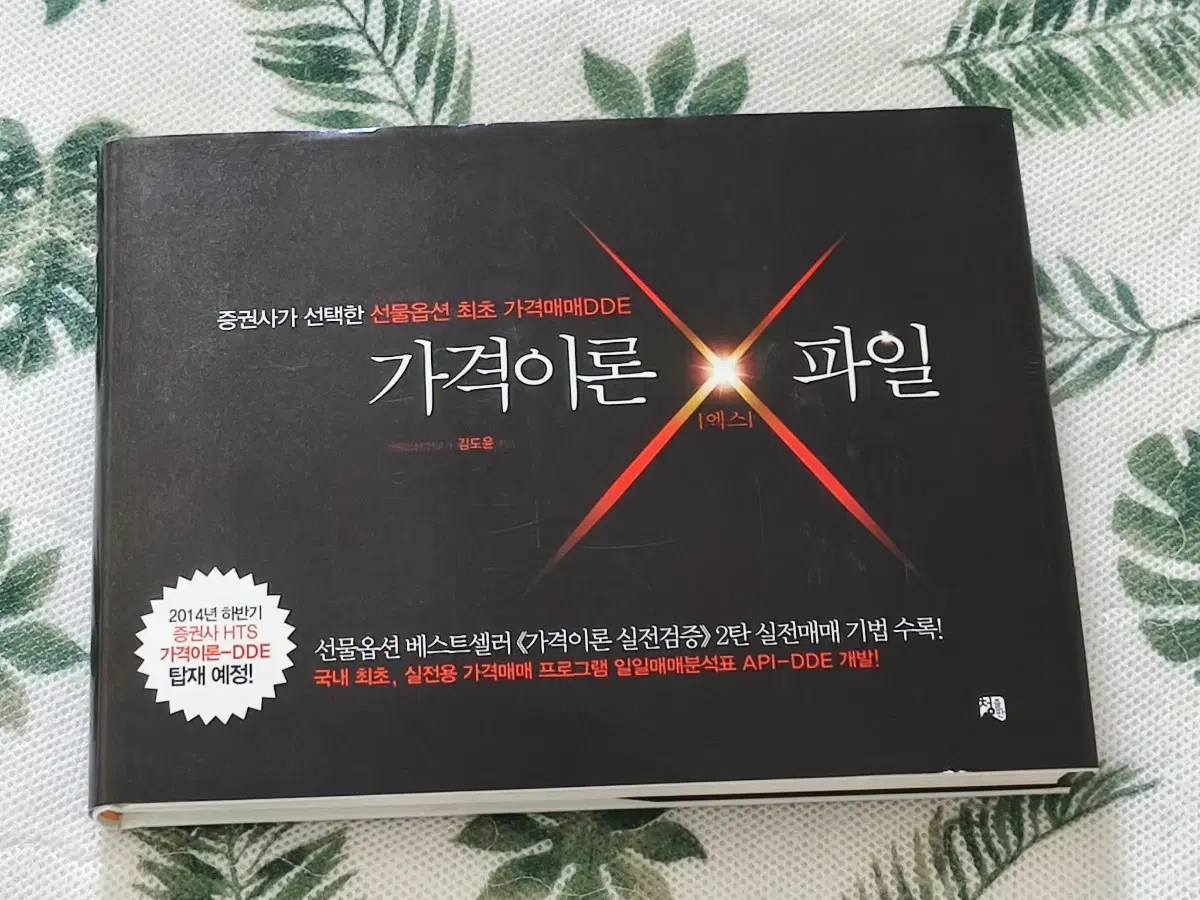 증권사가 선택한 선물옵션 최초 가격매매DDE
가격이론 X 파일
|엑스|
김도윤
2014년 하반기
증권사 HTS
가격이론-DDE
탑재 예정!
선물옵션 베스트셀러 《가격이론 실전검증》 2탄 실전매매 기법 수록!
국내 최초, 실전용 가격매매 프로그램 일일매매분석표 API-DDE 개발!
청출판